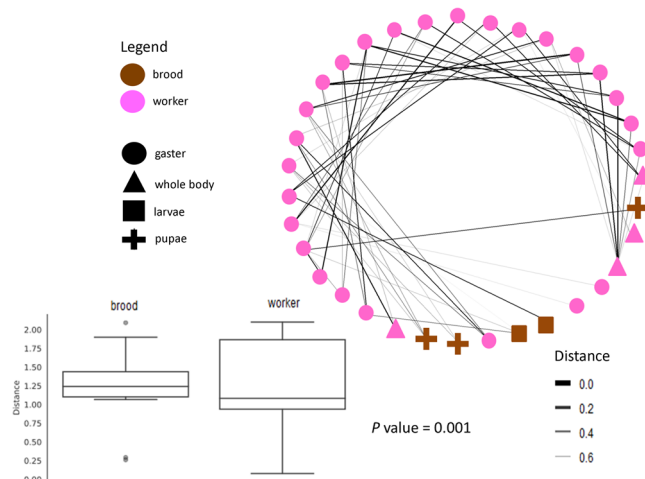 Legend
brood
worker
gaster
whole body
larvae
pupae
brood
worker
Distance
2.00
1.75
1.50
1.25
1.00
0.75
0.50
0.25
0.00
P value = 0.001
Distance
0.0
0.2
0.4
0.6